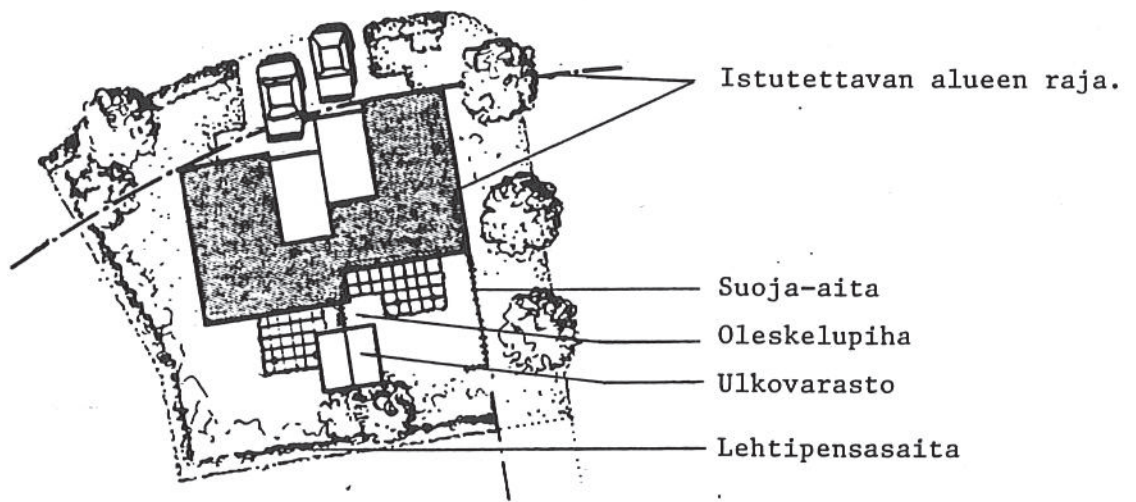 Istutettavan alueen raja.
Suoja-aita
Oleskelupiha
Ulkovarasto
Lehtipensasaita